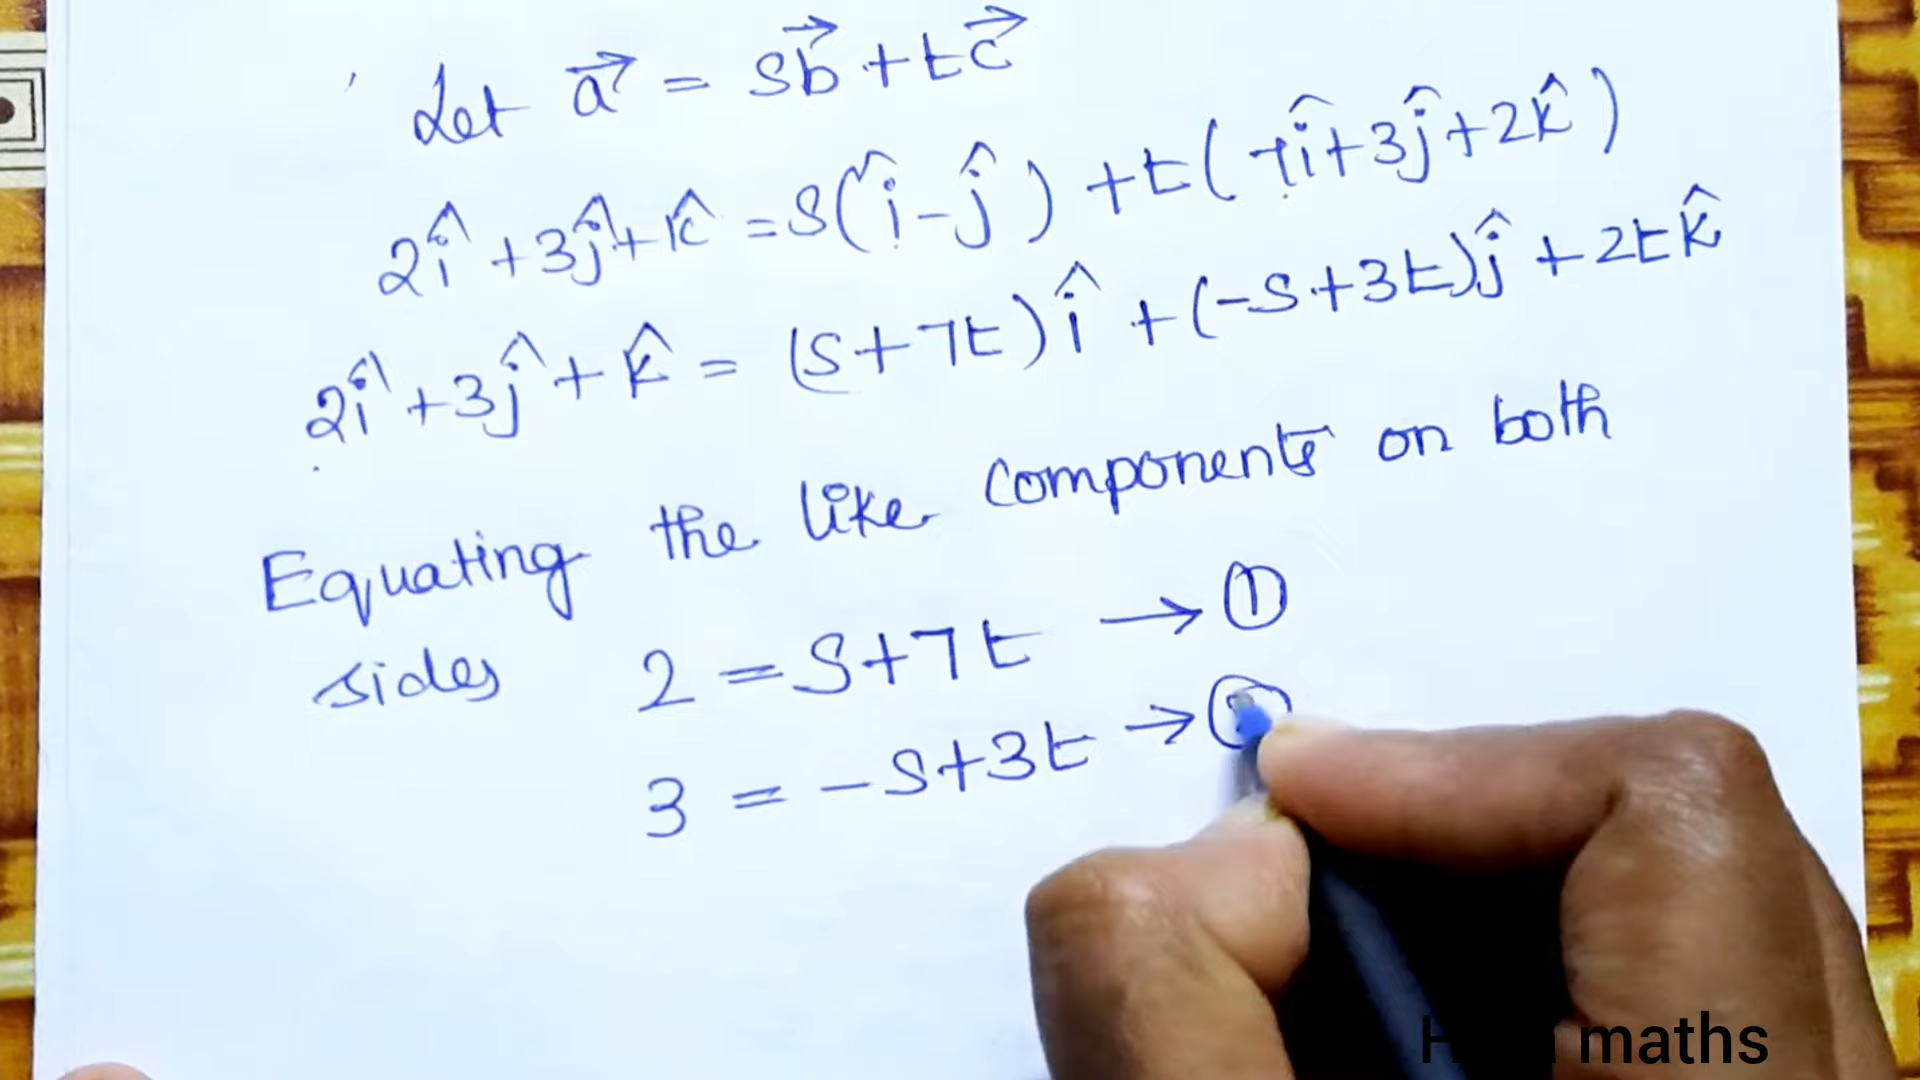 Let a⃗ = sb⃗ + tc⃗
2î + 3ĵ + k̂ = s(î - ĵ) + t(7î + 3ĵ + 2k̂)
2î + 3ĵ + k̂ = (s + 7t)î + (-s + 3t)ĵ + 2tk̂
Equating the like components on both
sides 2 = s + 7t → ①
3 = -s + 3t →
maths